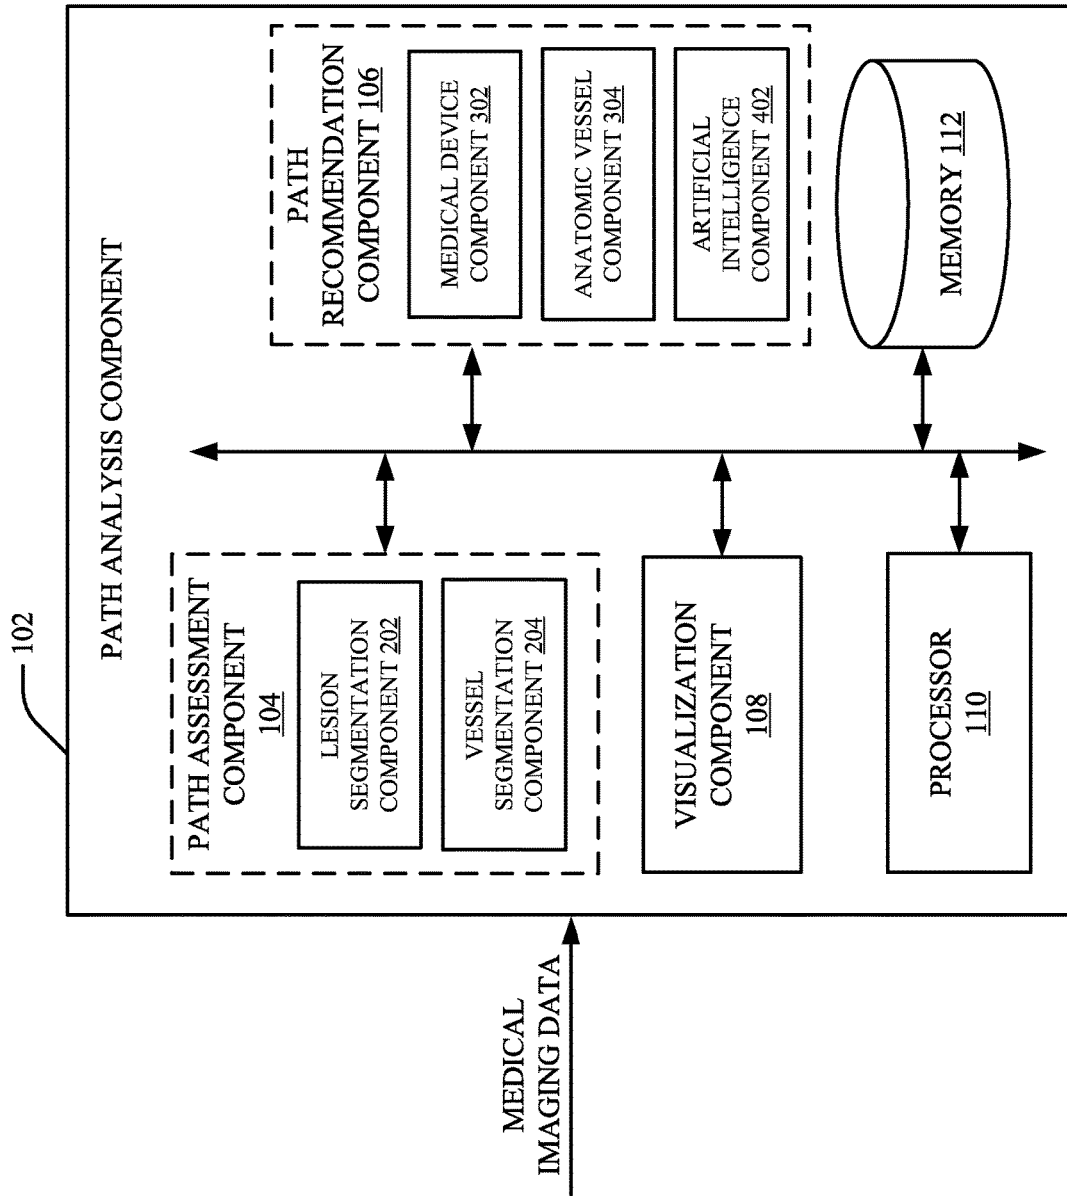 102
PATH ANALYSIS COMPONENT
MEDICAL
IMAGING DATA
PATH ASSESSMENT
COMPONENT
104
LESION
SEGMENTATION
COMPONENT 202
VESSEL
SEGMENTATION
COMPONENT 204
VISUALIZATION
COMPONENT
108
PROCESSOR
110
PATH
RECOMMENDATION
COMPONENT 106
MEDICAL DEVICE
COMPONENT 302
ANATOMIC VESSEL
COMPONENT 304
ARTIFICIAL
INTELLIGENCE
COMPONENT 402
MEMORY 112